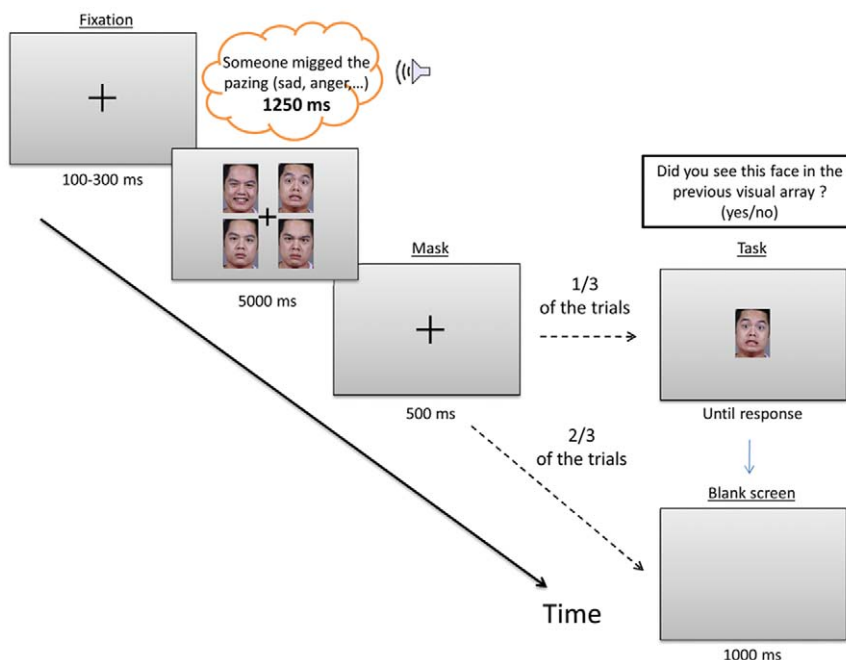 Fixation
Someone migged the
pazing (sad, anger,...)
1250 ms
100-300 ms
5000 ms
Mask
500 ms
1/3
of the trials
2/3
of the trials
Did you see this face in the
previous visual array ?
(yes/no)
Task
Until response
Blank screen
1000 ms
Time